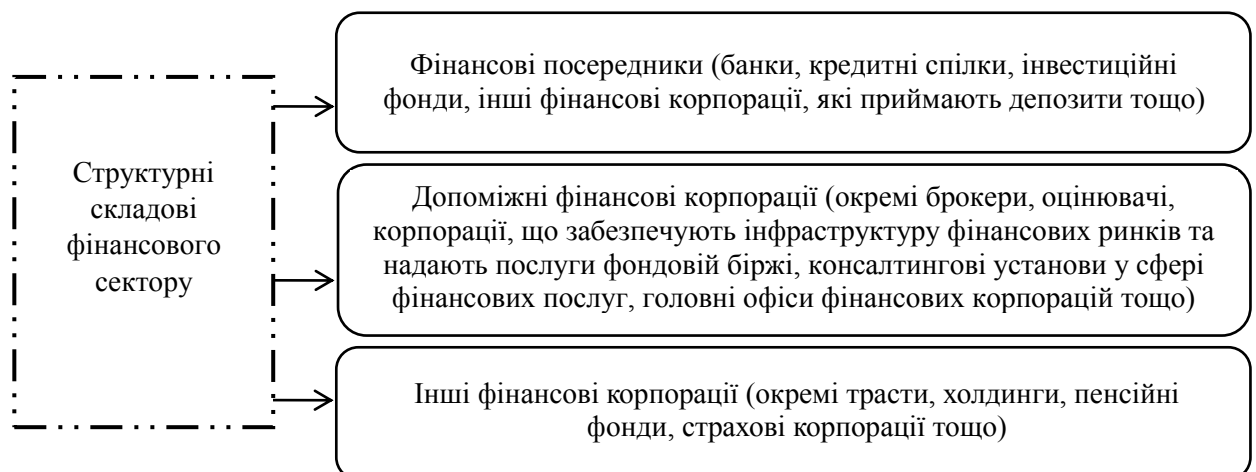 Структурні
складові
фінансового
сектору
Фінансові посередники (банки, кредитні спілки, інвестиційні
фонди, інші фінансові корпорації, які приймають депозити тощо)
Допоміжні фінансові корпорації (окремі брокери, оцінювачі,
корпорації, що забезпечують інфраструктуру фінансових ринків та
надають послуги фондовій біржі, консалтингові установи у сфері
фінансових послуг, головні офіси фінансових корпорацій тощо)
Інші фінансові корпорації (окремі трасти, холдинги, пенсійні
фонди, страхові корпорації тощо)